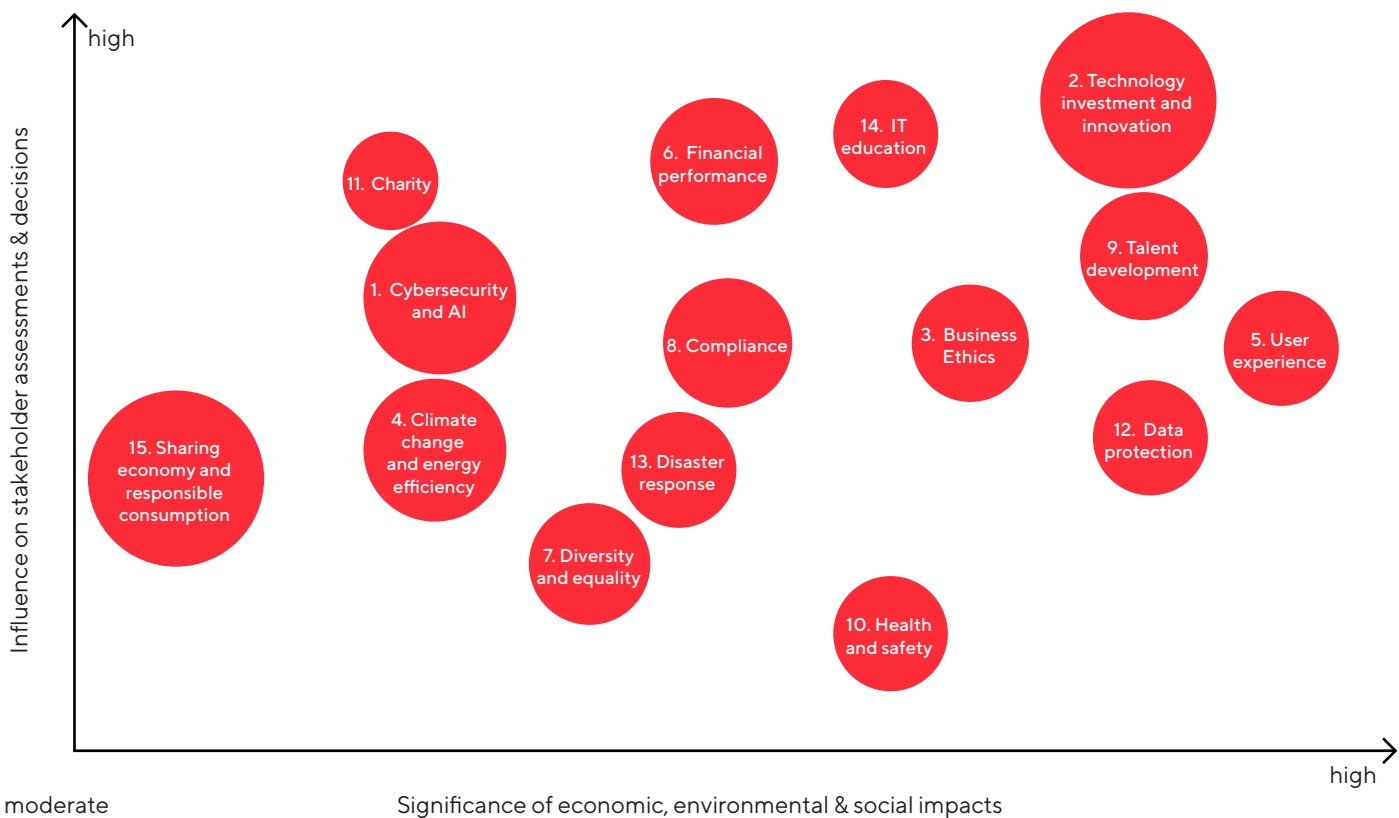 high
Influence on stakeholder assessments & decisions
2. Technology
investment and
innovation
14. IT
education
6. Financial
performance
11. Charity
9. Talent
development
1. Cybersecurity
and AI
8. Compliance
3. Business
Ethics
5. User
experience
4. Climate
change
and energy
efficiency
12. Data
protection
15. Sharing
economy and
responsible
consumption
13. Disaster
response
7. Diversity
and equality
10. Health
and safety
high
moderate
Significance of economic, environmental & social impacts